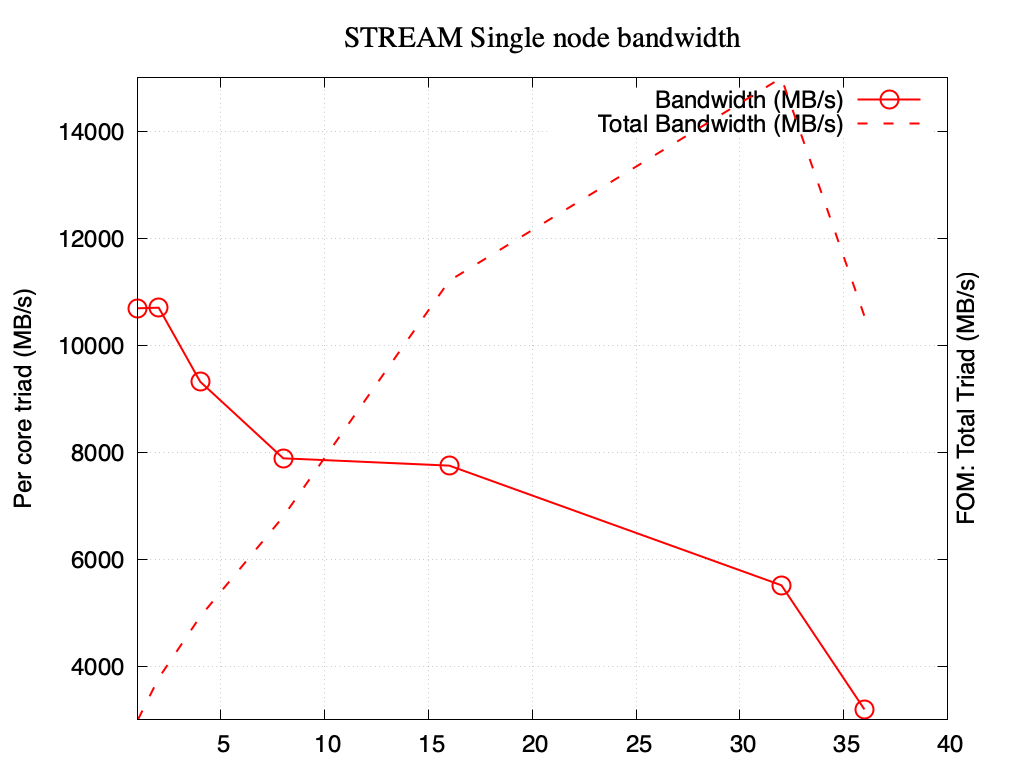 STREAM Single node bandwidth
Bandwidth (MB/s)
Total Bandwidth (MB/s)
14000
12000
10000
8000
6000
4000
Per core triad (MB/s)
FOM: Total Triad (MB/s)
5 10 15 20 25 30 35 40